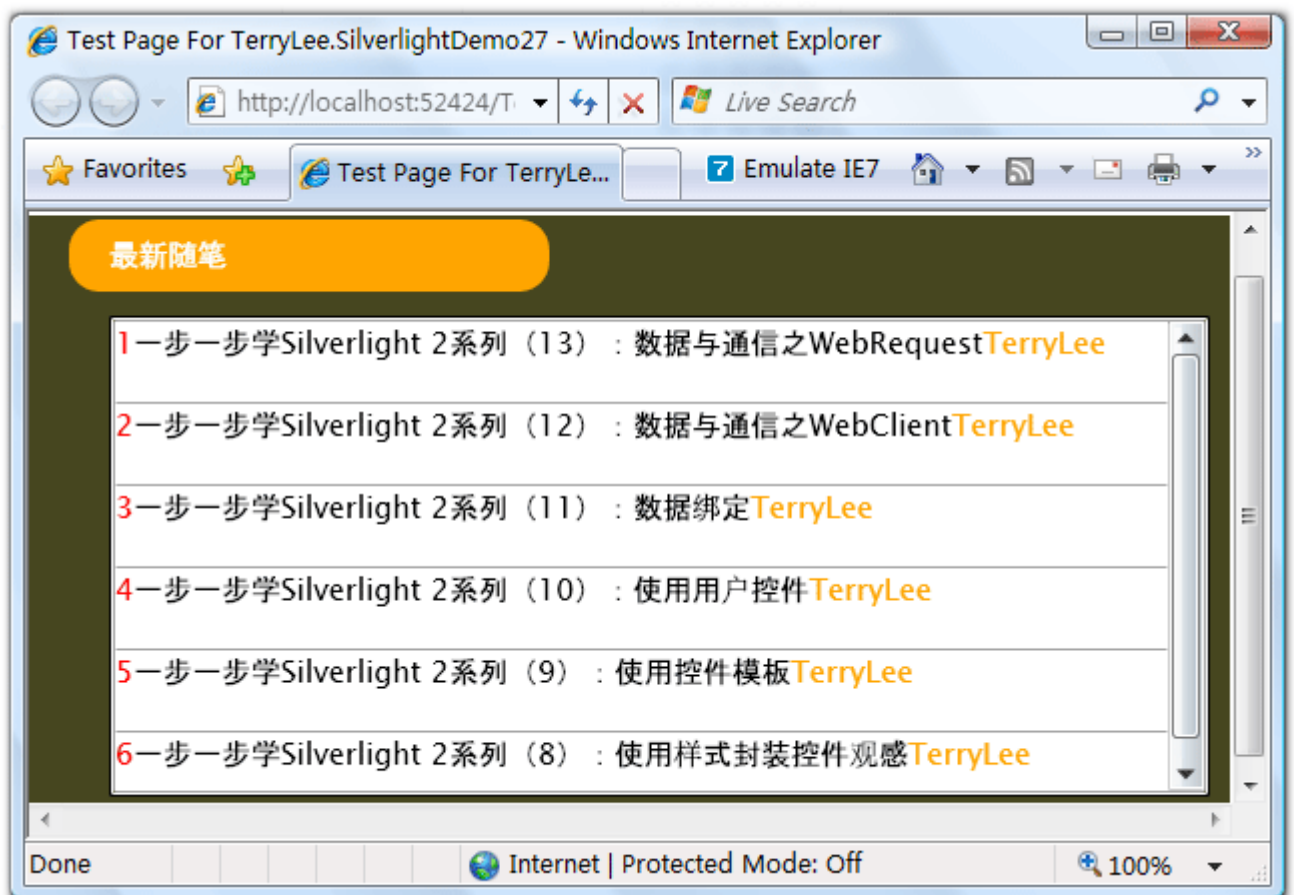 Test Page For TerryLee.SilverlightDemo27 - Windows Internet Explorer
http://localhost:52424/T
Live Search
Favorites
Test Page For TerryLe...
7 Emulate IE7
最新随笔
1一步一步学Silverlight 2系列（13）：数据与通信之WebRequestTerryLee
2一步一步学Silverlight 2系列（12）：数据与通信之WebClientTerryLee
3一步一步学Silverlight 2系列（11）：数据绑定TerryLee
4一步一步学Silverlight 2系列（10）：使用用户控件TerryLee
5一步一步学Silverlight 2系列（9）：使用控件模板TerryLee
6一步一步学Silverlight 2系列（8）：使用样式封装控件观感TerryLee
Done
Internet | Protected Mode: Off
100%